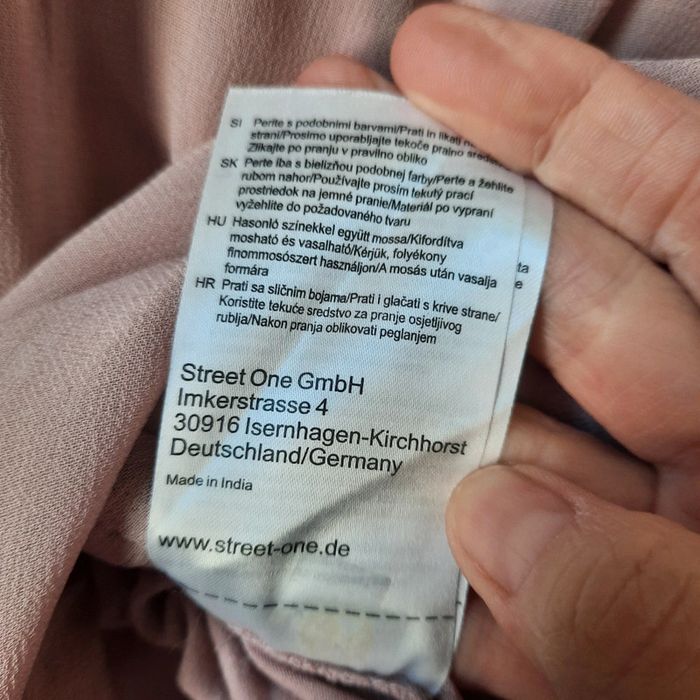 SI Perite s podobnimi barvami/Prati in likati
strani/Prosimo uporabljajte tekoče pralno
Zlikajte po pranju v pravilno obliko
SK Perte iba s bielizňou podobnej farby/Perte a žehlite
rubom nahor/Používajte prosím tekutý prací
prostriedok na jemné pranie/Materiál po vypraní
vyžehlite do požadovaného tvaru
HU Hasonló színekkel együtt mossa/Kifordítva
mosható és vasalható/Kérjük, folyékony
finommosószert használjon/A mosás után vasalja
formára
HR Prati sa sličnim bojama/Prati i glačati s krive strane/
Koristite tekuće sredstvo za pranje osjetljivog
rublja/Nakon pranja oblikovati peglanjem
ta
e
Street One GmbH
Imkerstrasse 4
30916 Isernhagen-Kirchhorst
Deutschland/Germany
Made in India
www.street-one.de